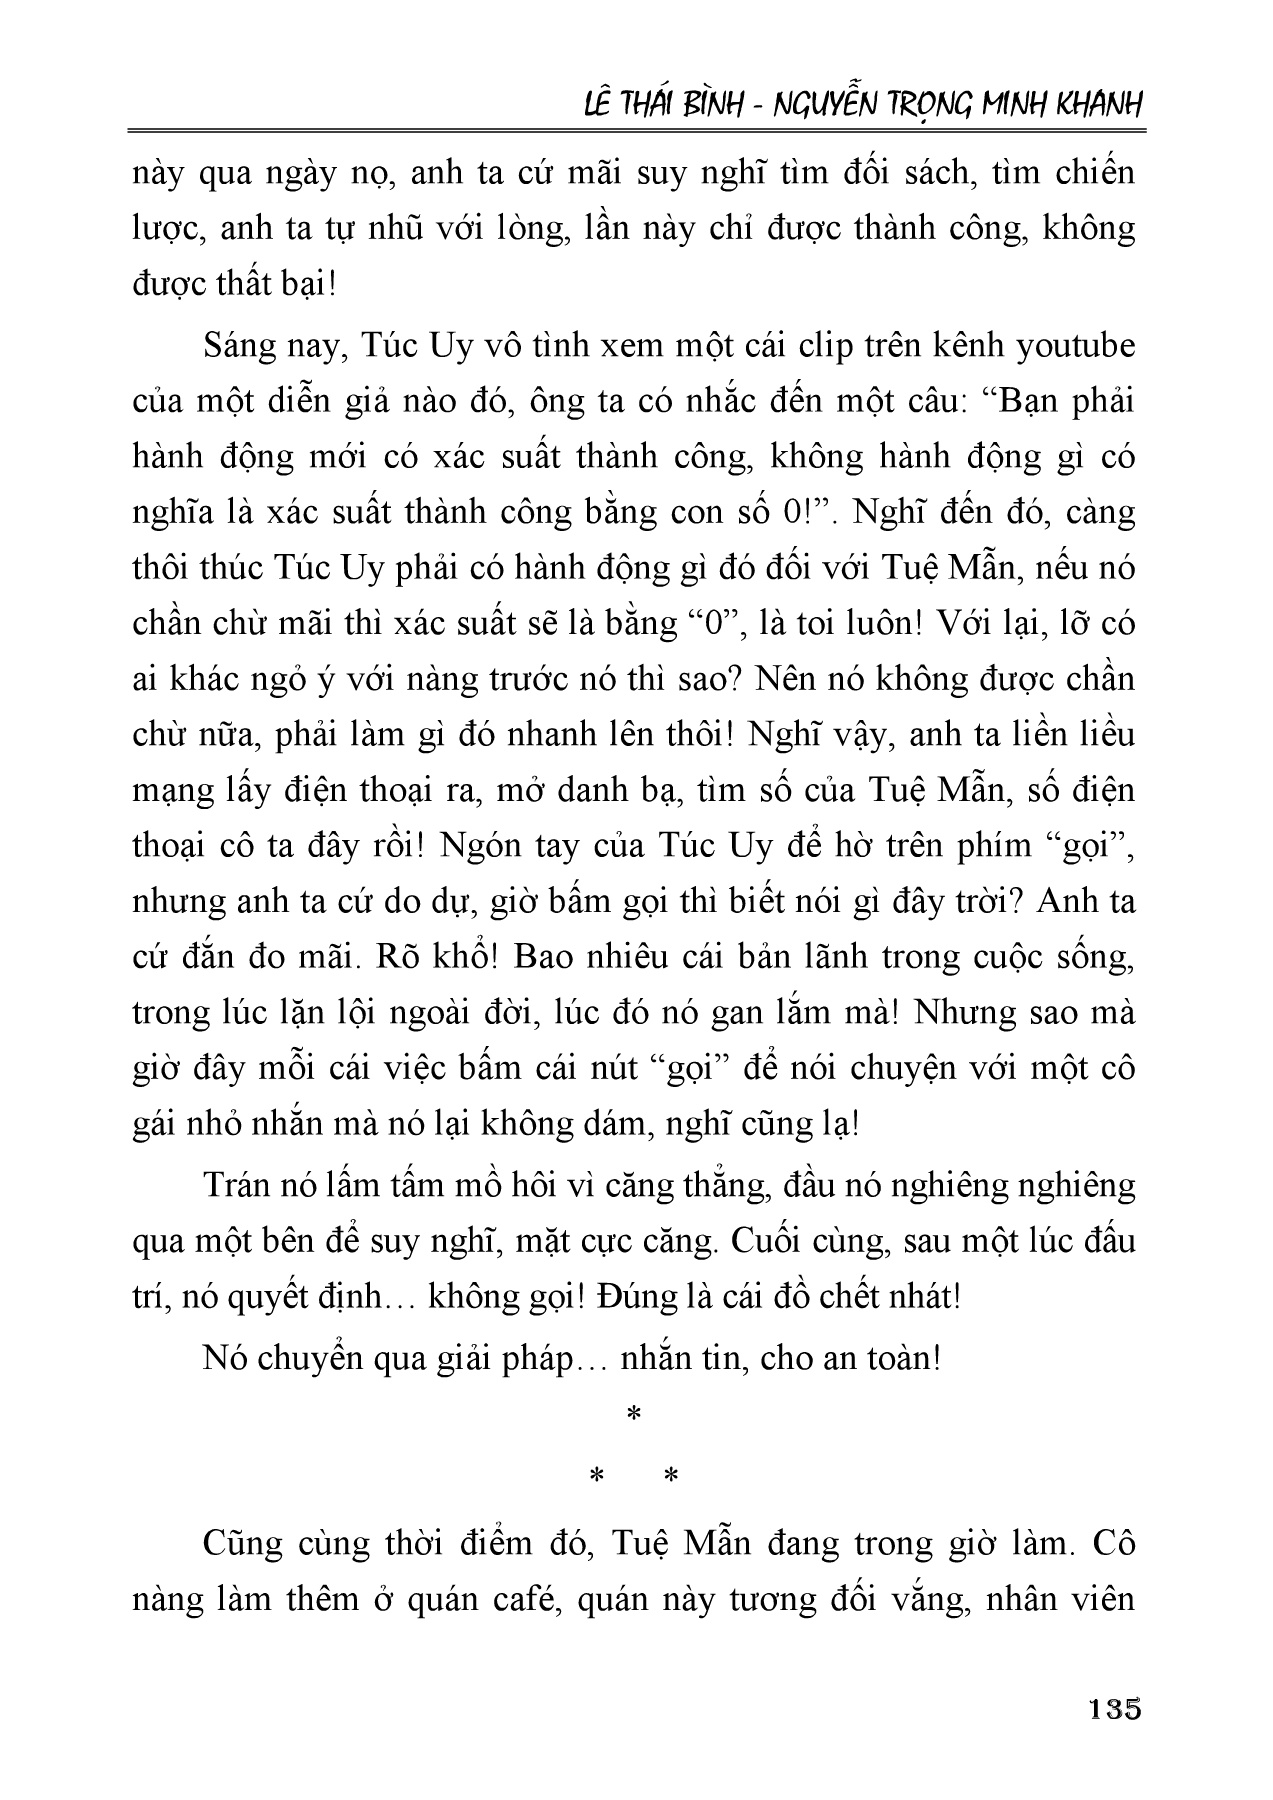 LÊ THÁI BÌNH - NGUYỄN TRỌNG MINH KHANH
này qua ngày nọ, anh ta cứ mãi suy nghĩ tìm đối sách, tìm chiến
lược, anh ta tự nhũ với lòng, lần này chỉ được thành công, không
được thất bại!
Sáng nay, Túc Uy vô tình xem một cái clip trên kênh youtube
của một diễn giả nào đó, ông ta có nhắc đến một câu: “Bạn phải
hành động mới có xác suất thành công, không hành động gì có
nghĩa là xác suất thành công bằng con số 0!”. Nghĩ đến đó, càng
thôi thúc Túc Uy phải có hành động gì đó đối với Tuệ Mẫn, nếu nó
chần chừ mãi thì xác suất sẽ là bằng “0”, là toi luôn! Với lại, lỡ có
ai khác ngỏ ý với nàng trước nó thì sao? Nên nó không được chần
chừ nữa, phải làm gì đó nhanh lên thôi! Nghĩ vậy, anh ta liền liều
mạng lấy điện thoại ra, mở danh bạ, tìm số của Tuệ Mẫn, số điện
thoại cô ta đây rồi! Ngón tay của Túc Uy để hờ trên phím “gọi”,
nhưng anh ta cứ do dự, giờ bấm gọi thì biết nói gì đây trời? Anh ta
cứ đắn đo mãi. Rõ khổ! Bao nhiêu cái bản lãnh trong cuộc sống,
trong lúc lặn lội ngoài đời, lúc đó nó gan lắm mà! Nhưng sao mà
giờ đây mỗi cái việc bấm cái nút “gọi” để nói chuyện với một cô
gái nhỏ nhắn mà nó lại không dám, nghĩ cũng lạ!
Trán nó lấm tấm mồ hôi vì căng thẳng, đầu nó nghiêng nghiêng
qua một bên để suy nghĩ, mặt cực căng. Cuối cùng, sau một lúc đấu
trí, nó quyết định… không gọi! Đúng là cái đồ chết nhát!
Nó chuyển qua giải pháp… nhắn tin, cho an toàn!
*
* *
Cũng cùng thời điểm đó, Tuệ Mẫn đang trong giờ làm. Cô
nàng làm thêm ở quán café, quán này tương đối vắng, nhân viên
135